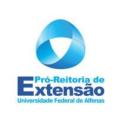 Pró-Reitoria de
Extensão
Universidade Federal de Alfenas